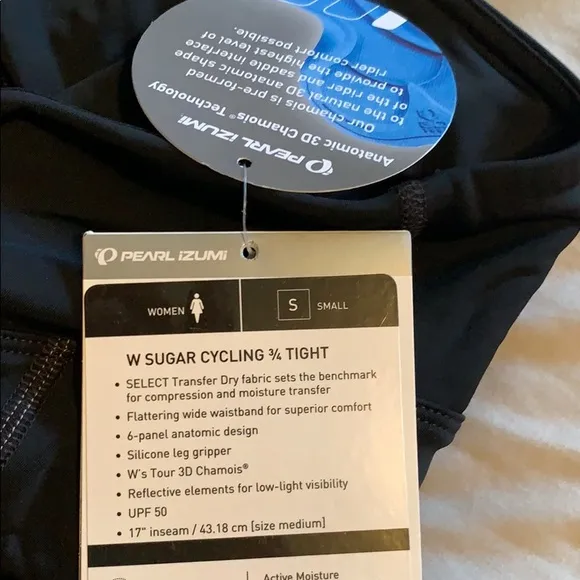 Anatomic 3D Chamois® Technology
Our chamois is pre-formed
to the natural 3D anatomic shape
of the rider and the saddle interface
to provide the highest level of
rider comfort possible.
PEARL iZUMi
PEARL iZUMi
WOMEN
S SMALL
W SUGAR CYCLING ¾ TIGHT
• SELECT Transfer Dry fabric sets the benchmark
for compression and moisture transfer
• Flattering wide waistband for superior comfort
• 6-panel anatomic design
• Silicone leg gripper
• W's Tour 3D Chamois®
• Reflective elements for low-light visibility
• UPF 50
• 17" inseam / 43.18 cm [size medium]
Active Moisture